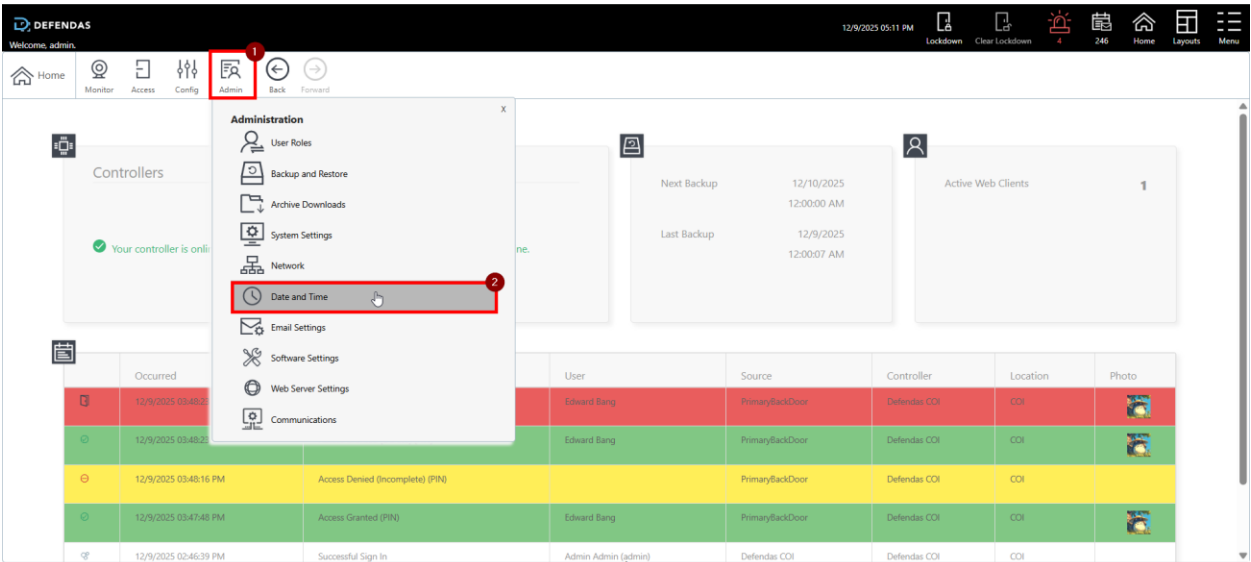 DEFENDAS
Welcome, admin.
12/9/2025 05:11 PM
Lockdown
Clear Lockdown
4
246
Home
Layouts
Menu
1
Home
Monitor
Access
Config
Admin
Back
Forward
X
Administration
User Roles
Backup and Restore
Archive Downloads
System Settings
Network
2
Date and Time
Email Settings
Software Settings
Web Server Settings
Communications
Controllers
Your controller is onli
ne.
Next Backup 12/10/2025
12:00:00 AM
Last Backup 12/9/2025
12:00:07 AM
Active Web Clients 1
Occurred User Source Controller Location Photo
12/9/2025 03:48:23 Edward Bang PrimaryBackDoor Defendas COI COI
12/9/2025 03:48:23 Edward Bang PrimaryBackDoor Defendas COI COI
12/9/2025 03:48:16 PM Access Denied (Incomplete) (PIN) PrimaryBackDoor Defendas COI COI
12/9/2025 03:47:48 PM Access Granted (PIN) Edward Bang PrimaryBackDoor Defendas COI COI
12/9/2025 02:46:39 PM Successful Sign In Admin Admin (admin) Defendas COI Defendas COI COI